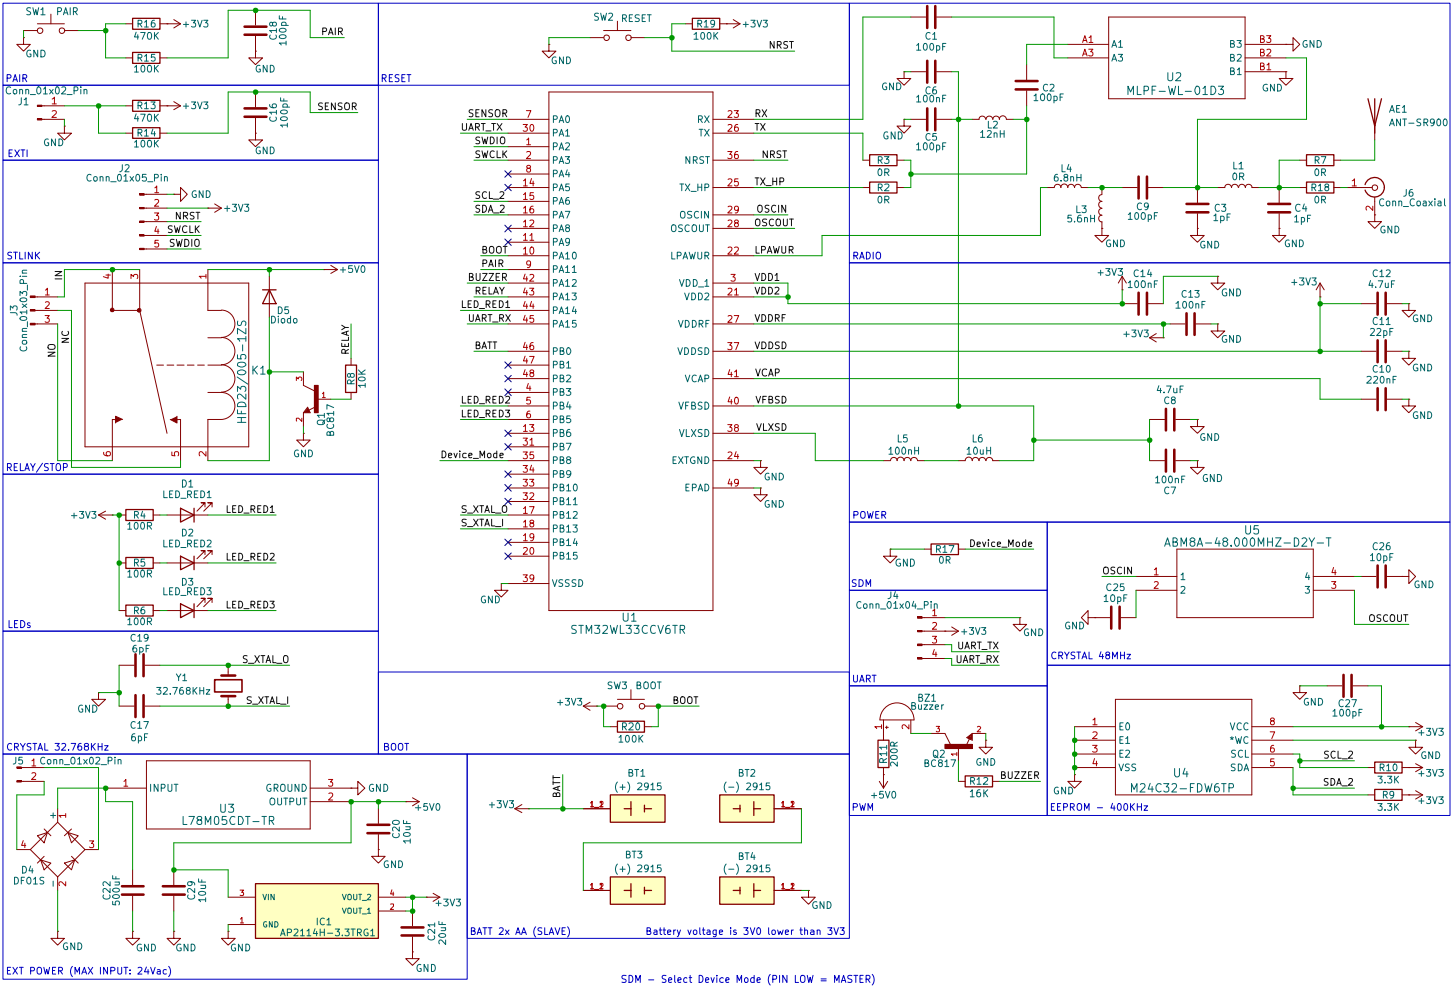 SW1 PAIR
R16
470K
+3V3
R15
100K
C18
100pF
GND
GND
PAIR
PAIR
Conn_01x02_Pin
J1
1
2
GND
R13
470K
+3V3
R14
100K
C16
100pF
GND
SENSOR
EXTI
J2
Conn_01x05_Pin
1
GND
2
+3V3
3
NRST
4
SWCLK
5
SWDIO
STLINK
J3
Conn_01x03_Pin
1
2
3
IN
NO
NC
4
3
1
6
5
2
K1
HFD23/005-1ZS
+5V0
D5
Diodo
RELAY
R8
10K
Q1
BC817
3
1
2
GND
RELAY/STOP
D1
LED_RED1
+3V3
R4
100R
LED_RED1
D2
LED_RED2
R5
100R
LED_RED2
D3
LED_RED3
R6
100R
LED_RED3
LEDs
C19
6pF
S_XTAL_O
Y1
32.768KHz
GND
S_XTAL_I
C17
6pF
CRYSTAL 32.768KHz
J5
Conn_01x02_Pin
1
2
1
INPUT
GROUND
3
OUTPUT
2
U3
L78M05CDT-TR
GND
+5V0
+
1
4
3
2
D4
DF01S
C22
500uF
C29
10uF
C20
10uF
GND
3
VIN
VOUT_2
4
VOUT_1
2
1
GND
IC1
AP2114H-3.3TRG1
+3V3
C21
20uF
GND
GND
GND
GND
GND
EXT POWER (MAX INPUT: 24Vac)
SW2 RESET
R19
100K
+3V3
NRST
GND
RESET
SENSOR 7 PA0
UART_TX 30 PA1
SWDIO 1 PA2
SWCLK 2 PA3
8 PA4
14 PA5
SCL_2 15 PA6
SDA_2 16 PA7
12 PA8
11 PA9
BOOT 10 PA10
PAIR 9 PA11
BUZZER 42 PA12
RELAY 43 PA13
LED_RED1 44 PA14
UART_RX 45 PA15
BATT 46 PB0
47 PB1
48 PB2
4 PB3
LED_RED2 5 PB4
LED_RED3 6 PB5
13 PB6
31 PB7
Device_Mode 35 PB8
34 PB9
33 PB10
32 PB11
S_XTAL_O 17 PB12
S_XTAL_I 18 PB13
19 PB14
20 PB15
39 VSSSD
GND
RX 23 RX
TX 26 TX
NRST 36 NRST
TX_HP 25 TX_HP
OSCIN 29 OSCIN
OSCOUT 28 OSCOUT
LPAWUR 22 LPAWUR
VDD_1 3 VDD1
VDD2 21 VDD2
VDDRF 27 VDDRF
VDDSD 37 VDDSD
VCAP 41 VCAP
VFBSD 40 VFBSD
VLXSD 38 VLXSD
EXTGND 24
GND
EPAD 49
GND
U1
STM32WL33CCV6TR
SW3 BOOT
+3V3
R20
100K
BOOT
BOOT
BATT
+3V3
BT1
(+) 2915
BT2
(-) 2915
BT3
(+) 2915
BT4
(-) 2915
GND
BATT 2x AA (SLAVE)
Battery voltage is 3V0 lower than 3V3
C1
100pF
A1
A3
A1
A3
B3
B2
B1
B3
B2
B1
U2
MLPF-WL-01D3
GND
GND
GND
C6
100nF
C2
100pF
GND
C5
100pF
L2
12nH
R3
0R
R2
0R
AE1
ANT-SR900
L4
6.8nH
L3
5.6nH
GND
C9
100pF
C3
1pF
GND
L1
0R
C4
1pF
GND
R7
0R
R18
0R
1
2
J6
Conn_Coaxial
GND
RADIO
+3V3
C14
100nF
GND
C13
100nF
+3V3
GND
+3V3
C12
4.7uF
GND
C11
22pF
GND
C10
220nF
GND
4.7uF
C8
GND
100nF
C7
GND
L5
100nH
L6
10uH
POWER
GND
R17
0R
Device_Mode
SDM
J4
Conn_01x04_Pin
1
GND
2
+3V3
3
UART_TX
4
UART_RX
UART
BZ1
Buzzer
1
+
2
R11
200R
+5V0
3
2
1
Q2
BC817
GND
R12
16K
BUZZER
PWM
U5
ABM8A-48.000MHZ-D2Y-T
OSCIN
1
1
2
2
4
4
3
3
C25
10pF
GND
C26
10pF
GND
OSCOUT
CRYSTAL 48MHz
C27
100pF
GND
1 E0
2 E1
3 E2
4 VSS
VCC 8
*WC 7
SCL 6
SDA 5
U4
M24C32-FDW6TP
GND
+3V3
GND
SCL_2
R10
3.3K
+3V3
SDA_2
R9
3.3K
+3V3
EEPROM - 400KHz
SDM - Select Device Mode (PIN LOW = MASTER)